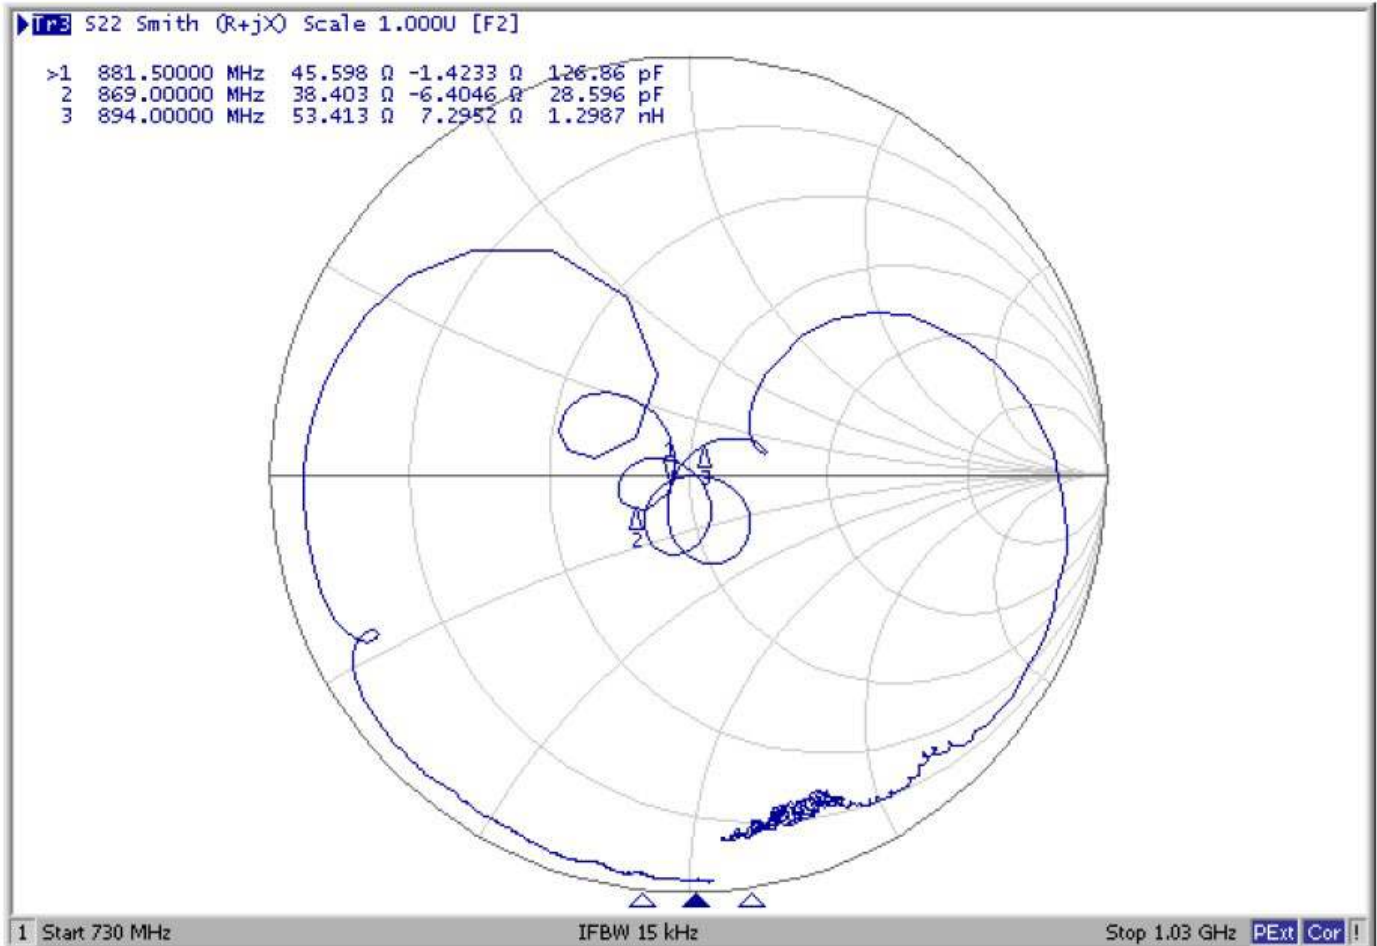 Tr3 S22 Smith (R+jX) Scale 1.000U [F2]
>1 881.50000 MHz 45.598 Ω -1.4233 Ω 126.86 pF
2 869.00000 MHz 38.403 Ω -6.4046 Ω 28.596 pF
3 894.00000 MHz 53.413 Ω 7.2952 Ω 1.2987 nH
3
2
1 Start 730 MHz IFBW 15 kHz Stop 1.03 GHz PExt Cor !